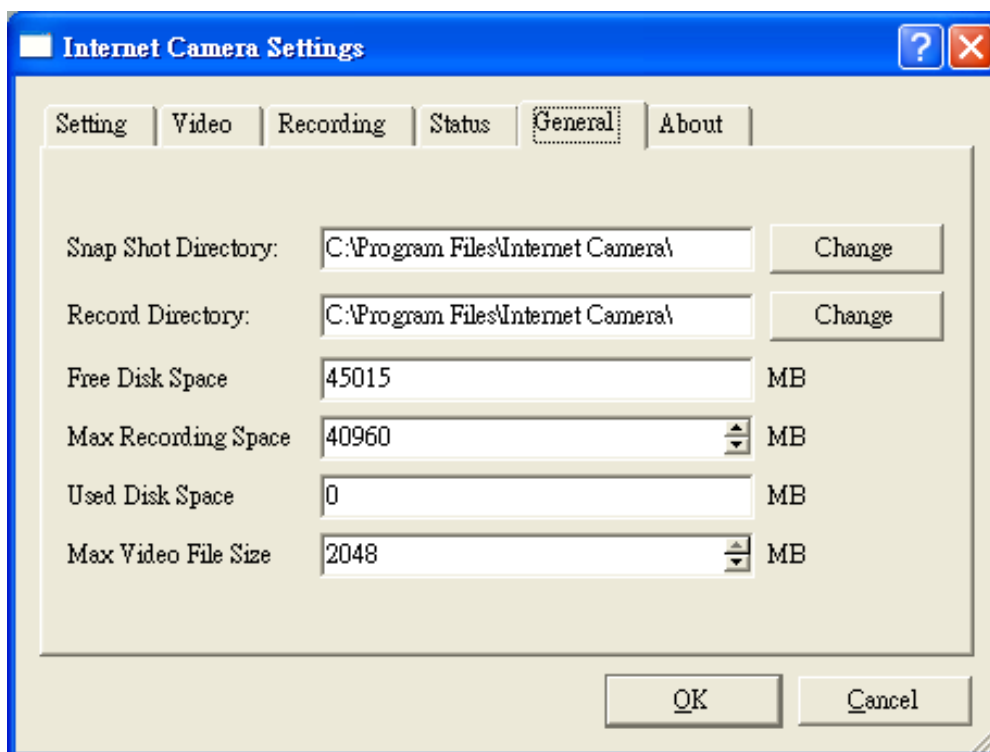 Internet Camera Settings
Setting Video Recording Status General About
Snap Shot Directory: C:\Program Files\Internet Camera\ Change
Record Directory: C:\Program Files\Internet Camera\ Change
Free Disk Space 45015 MB
Max Recording Space 40960 MB
Used Disk Space 0 MB
Max Video File Size 2048 MB
OK Cancel